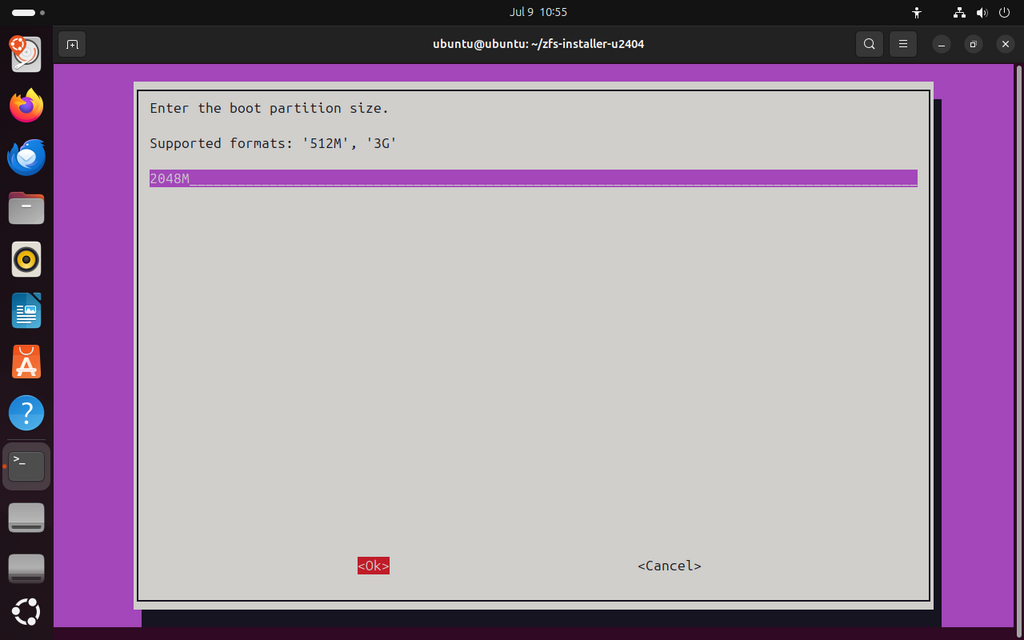 Jul 9 10:55
ubuntu@ubuntu: ~/zfs-installer-u2404
Enter the boot partition size.
Supported formats: '512M', '3G'
2048M
<Ok>
<Cancel>